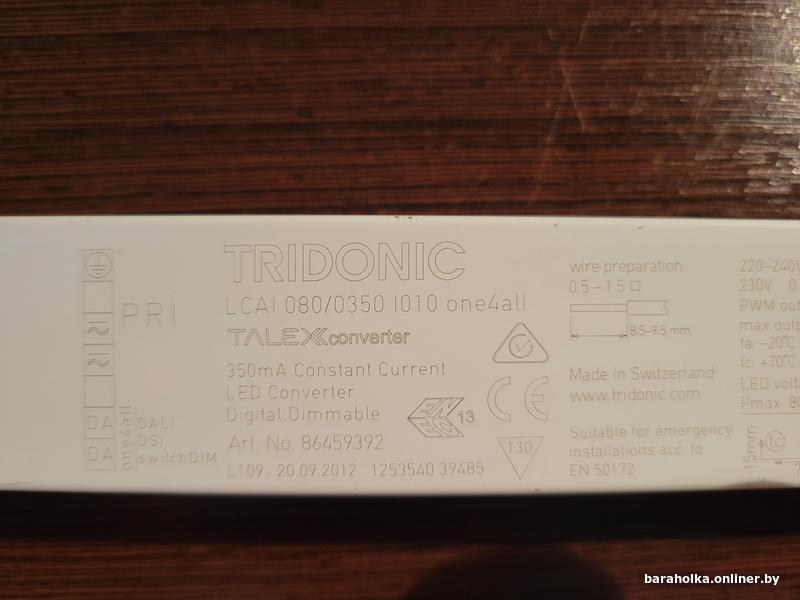 PRI
DA
DA
one4all
DALI
DSI
switchDIM
TRIDONIC
LCAI 080/0350 I010 one4all
TALEXXconverter
350mA Constant Current
LED Converter
Digital Dimmable
Art. No. 86459392
L109 - 20.09.2012 1253540 39485
13
CE
130
wire preparation:
0.5 – 1.5
8.5–9.5 mm
Made in Switzerland
www.tridonic.com
Suitable for emergency
installations acc. to
EN 50172
220–240V
230V 0.
PWM out
max outp
ta: –20°C
tc: +70°C
LED volta
Pmax: 80
15mm
tc
baraholka.onliner.by